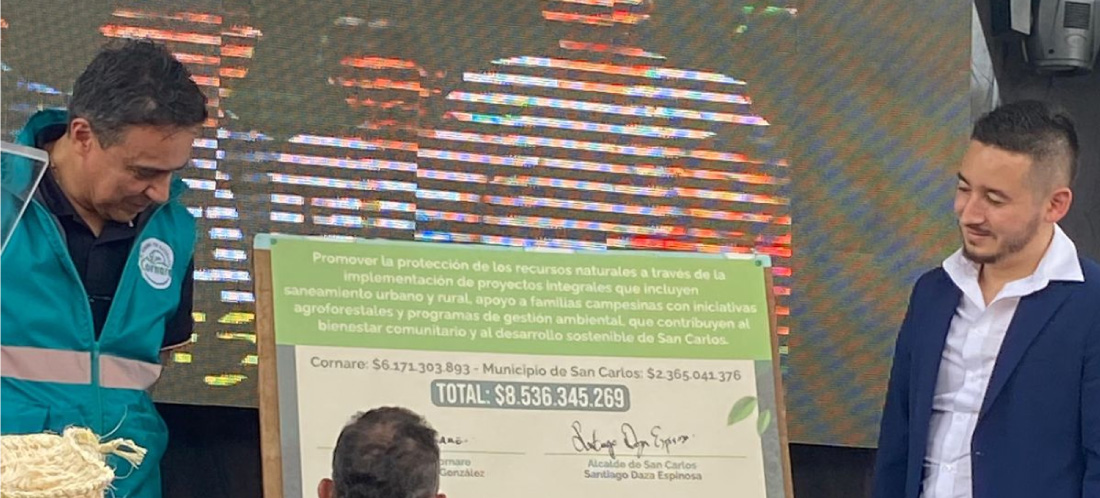 Promover la protección de los recursos naturales a través de la
implementación de proyectos integrales que incluyen
saneamiento urbano y rural, apoyo a familias campesinas con iniciativas
agroforestales y programas de gestión ambiental, que contribuyen al
bienestar comunitario y al desarrollo sostenible de San Carlos.
Cornare: $6.171.303.893 - Municipio de San Carlos: $2.365.041.376
TOTAL: $8.536.345.269
Santiago Daza Espinosa
Alcalde de San Carlos
González
Santiago Daza Espinosa
Cornare